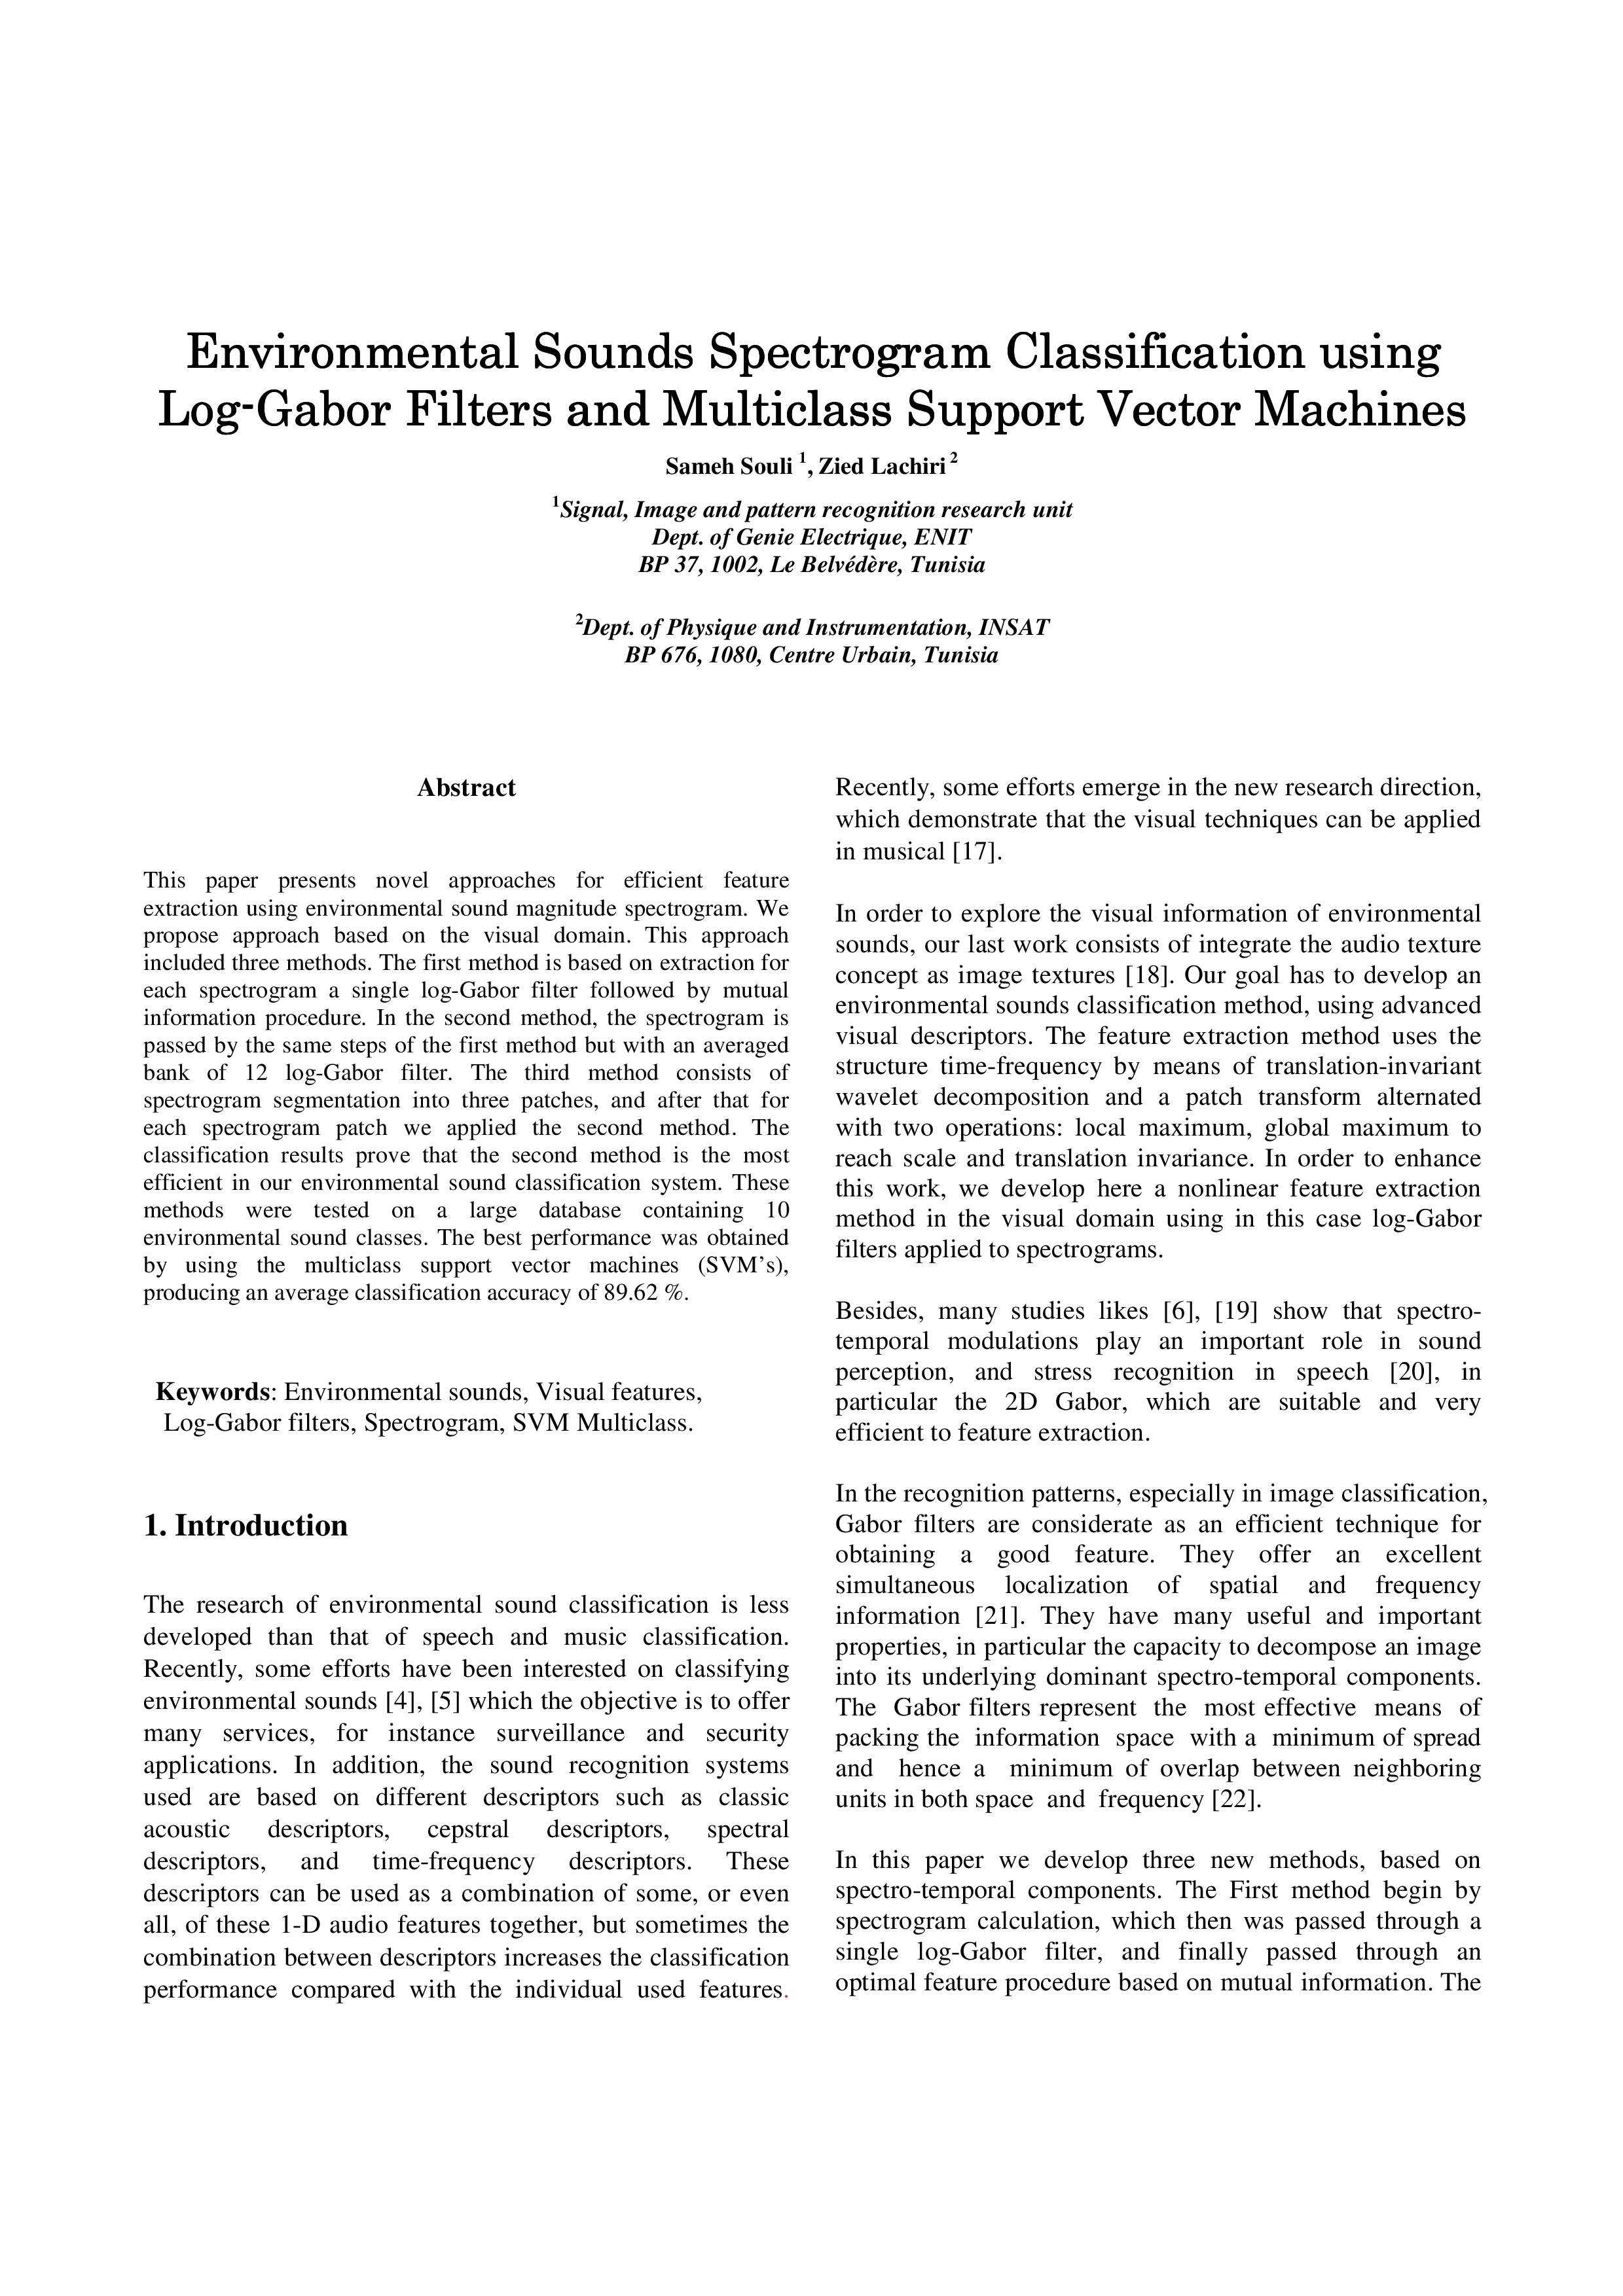 Environmental Sounds Spectrogram Classification using
Log-Gabor Filters and Multiclass Support Vector Machines
Sameh Souli 1, Zied Lachiri 2
1Signal, Image and pattern recognition research unit
Dept. of Genie Electrique, ENIT
BP 37, 1002, Le Belvédère, Tunisia
2Dept. of Physique and Instrumentation, INSAT
BP 676, 1080, Centre Urbain, Tunisia
Abstract
This paper presents novel approaches for efficient feature
extraction using environmental sound magnitude spectrogram. We
propose approach based on the visual domain. This approach
included three methods. The first method is based on extraction for
each spectrogram a single log-Gabor filter followed by mutual
information procedure. In the second method, the spectrogram is
passed by the same steps of the first method but with an averaged
bank of 12 log-Gabor filter. The third method consists of
spectrogram segmentation into three patches, and after that for
each spectrogram patch we applied the second method. The
classification results prove that the second method is the most
efficient in our environmental sound classification system. These
methods were tested on a large database containing 10
environmental sound classes. The best performance was obtained
by using the multiclass support vector machines (SVM's),
producing an average classification accuracy of 89.62 %.
Keywords: Environmental sounds, Visual features,
Log-Gabor filters, Spectrogram, SVM Multiclass.
1. Introduction
The research of environmental sound classification is less
developed than that of speech and music classification.
Recently, some efforts have been interested on classifying
environmental sounds [4], [5] which the objective is to offer
many services, for instance surveillance and security
applications. In addition, the sound recognition systems
used are based on different descriptors such as classic
acoustic descriptors, cepstral descriptors, spectral
descriptors, and time-frequency descriptors. These
descriptors can be used as a combination of some, or even
all, of these 1-D audio features together, but sometimes the
combination between descriptors increases the classification
performance compared with the individual used features.
Recently, some efforts emerge in the new research direction,
which demonstrate that the visual techniques can be applied
in musical [17].
In order to explore the visual information of environmental
sounds, our last work consists of integrate the audio texture
concept as image textures [18]. Our goal has to develop an
environmental sounds classification method, using advanced
visual descriptors. The feature extraction method uses the
structure time-frequency by means of translation-invariant
wavelet decomposition and a patch transform alternated
with two operations: local maximum, global maximum to
reach scale and translation invariance. In order to enhance
this work, we develop here a nonlinear feature extraction
method in the visual domain using in this case log-Gabor
filters applied to spectrograms.
Besides, many studies likes [6], [19] show that spectro-
temporal modulations play an important role in sound
perception, and stress recognition in speech [20], in
particular the 2D Gabor, which are suitable and very
efficient to feature extraction.
In the recognition patterns, especially in image classification,
Gabor filters are considerate as an efficient technique for
obtaining a good feature. They offer an excellent
simultaneous localization of spatial and frequency
information [21]. They have many useful and important
properties, in particular the capacity to decompose an image
into its underlying dominant spectro-temporal components.
The Gabor filters represent the most effective means of
packing the information space with a minimum of spread
and hence a minimum of overlap between neighboring
units in both space and frequency [22].
In this paper we develop three new methods, based on
spectro-temporal components. The First method begin by
spectrogram calculation, which then was passed through a
single log-Gabor filter, and finally passed through an
optimal feature procedure based on mutual information. The